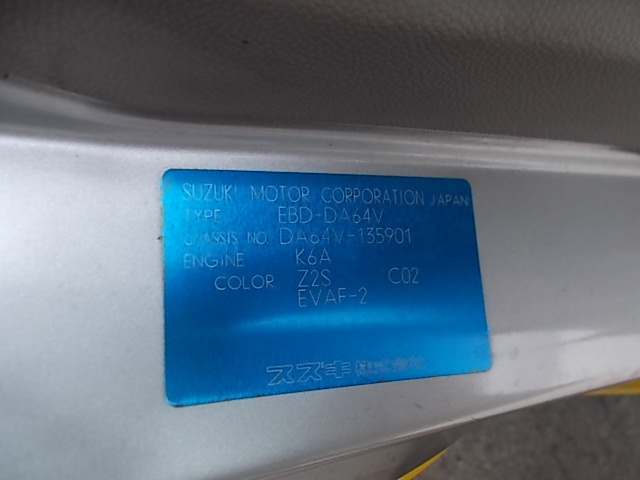 SUZUKI MOTOR CORPORATION JAPAN
TYPE EBD-DA64V
CHASSIS NO. DA64V-135901
ENGINE K6A
COLOR Z2S C02
EVAF-2
スズキ株式会社